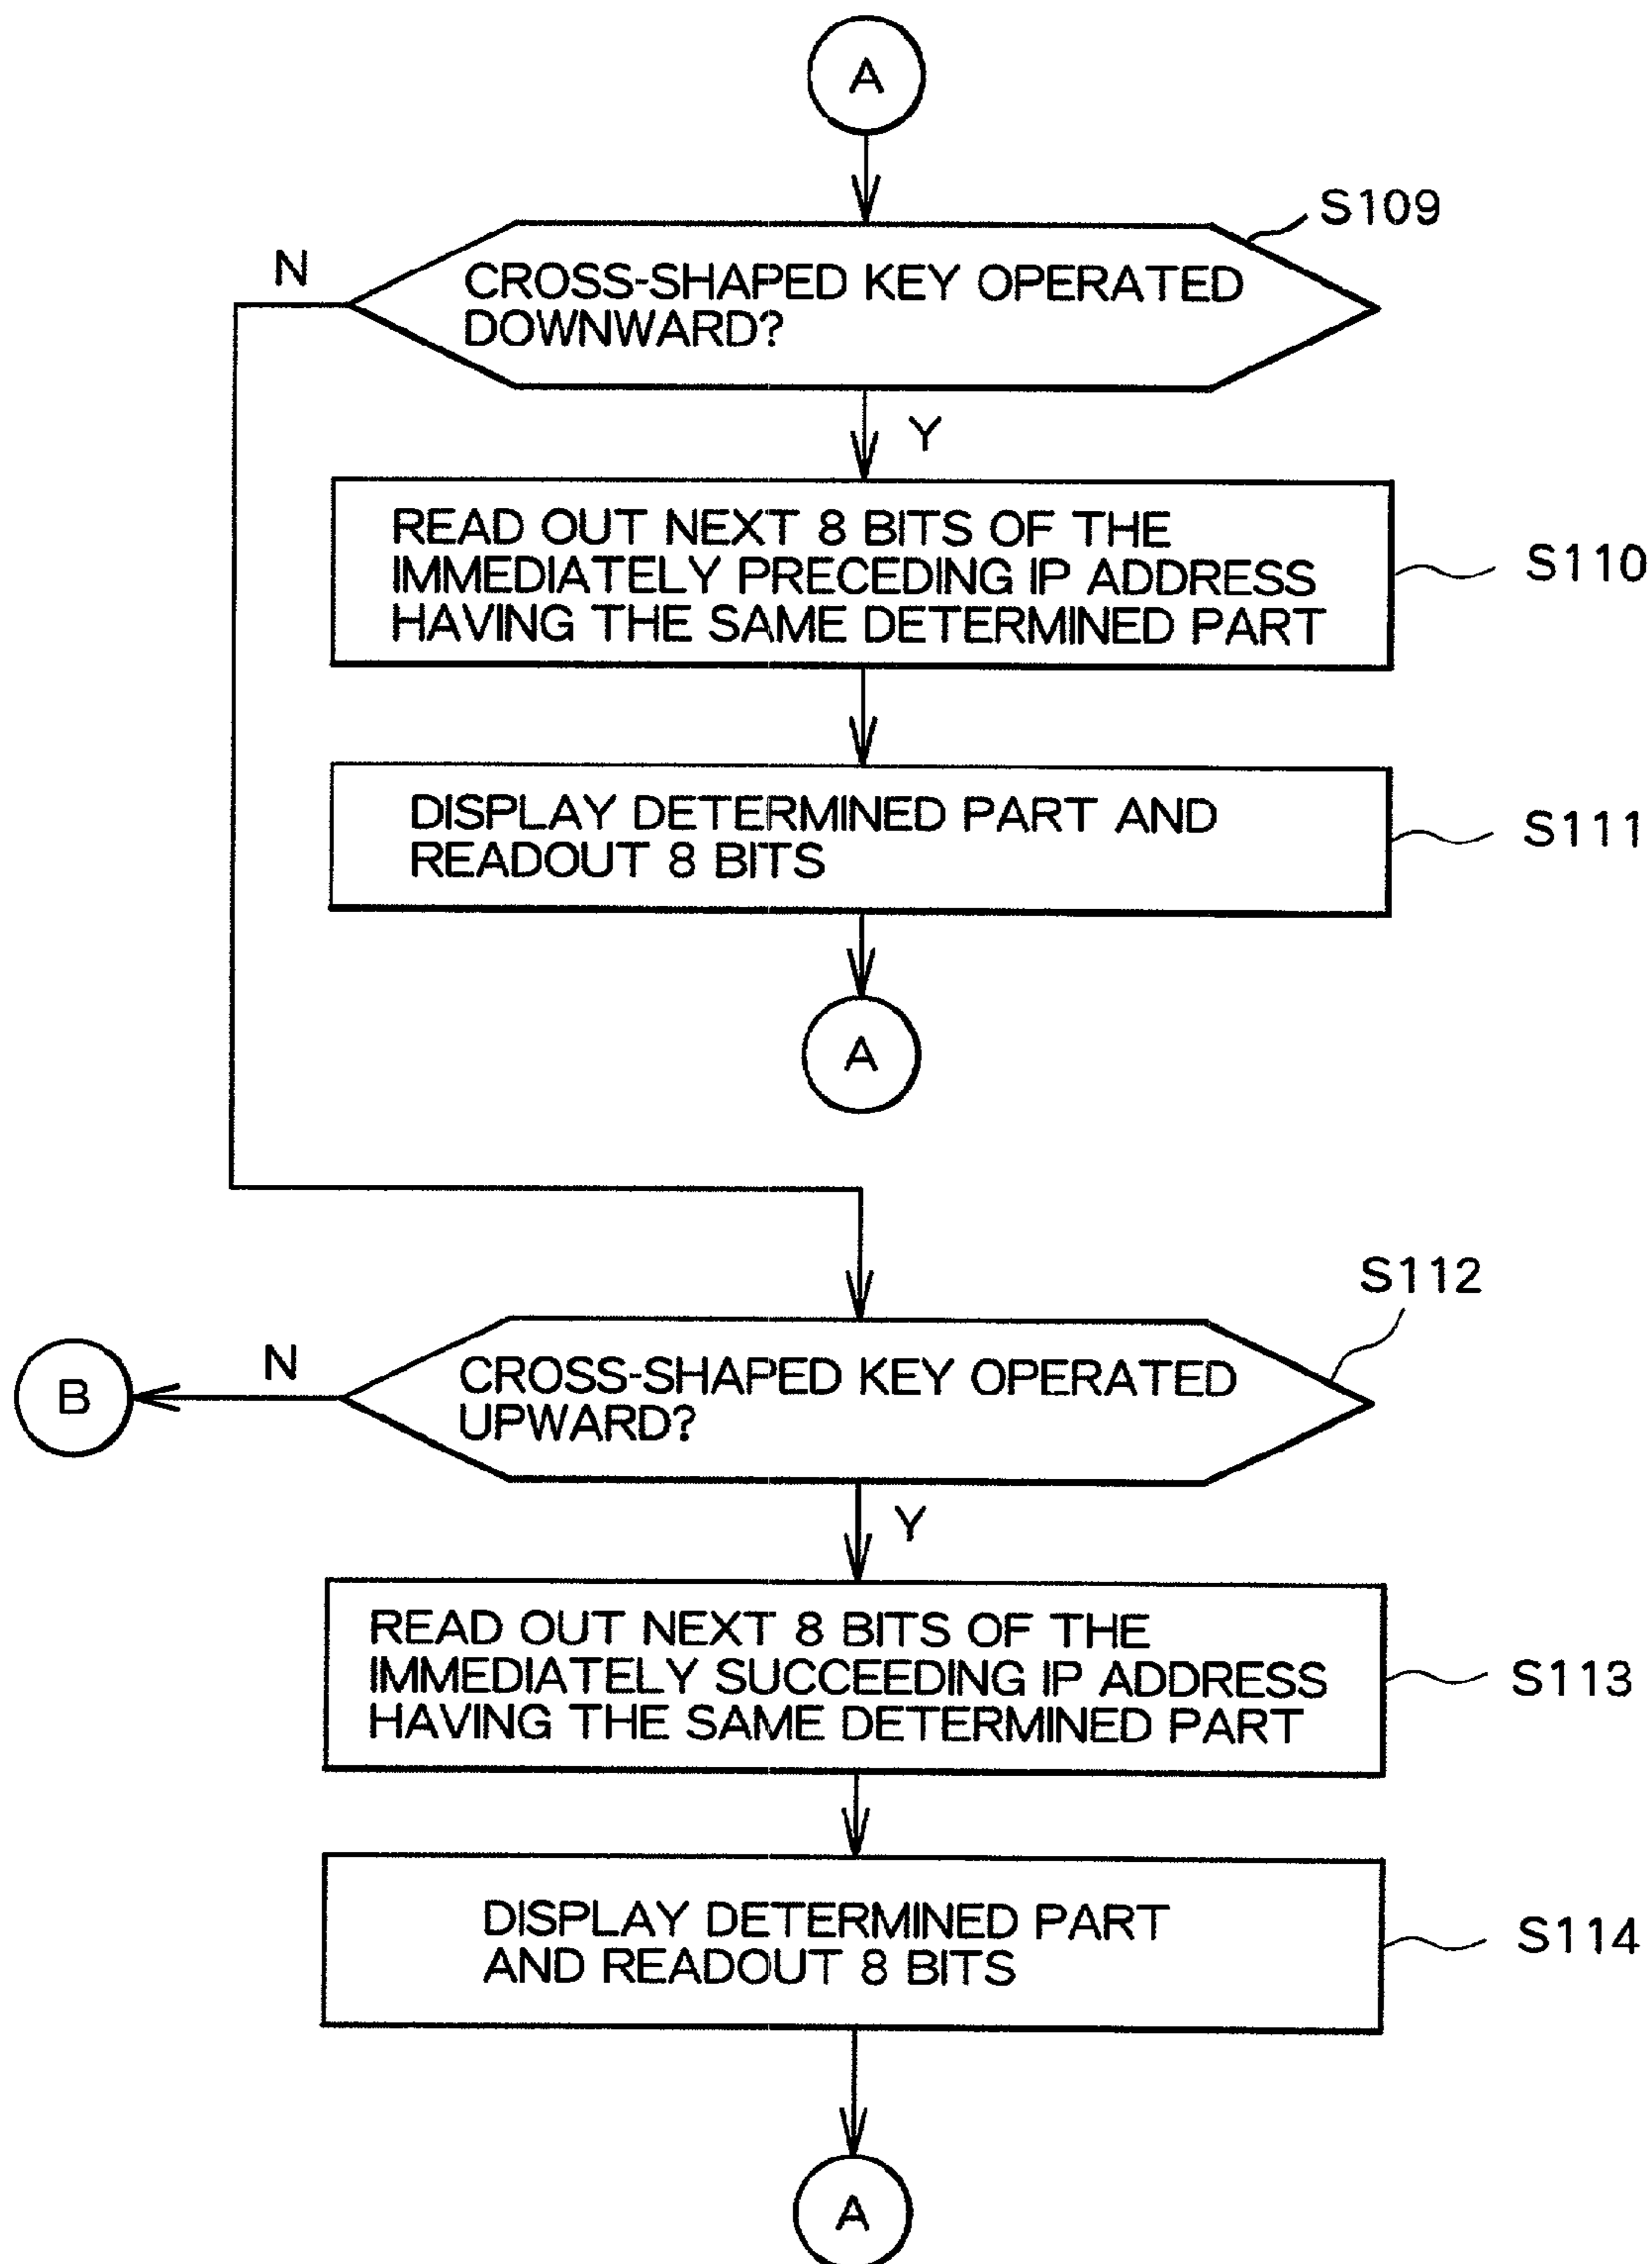 A
S109
N
CROSS-SHAPED KEY OPERATED
DOWNWARD?
Y
READ OUT NEXT 8 BITS OF THE
IMMEDIATELY PRECEDING IP ADDRESS
HAVING THE SAME DETERMINED PART
S110
DISPLAY DETERMINED PART AND
READOUT 8 BITS
S111
A
S112
B
N
CROSS-SHAPED KEY OPERATED
UPWARD?
Y
READ OUT NEXT 8 BITS OF THE
IMMEDIATELY SUCCEEDING IP ADDRESS
HAVING THE SAME DETERMINED PART
S113
DISPLAY DETERMINED PART
AND READOUT 8 BITS
S114
A